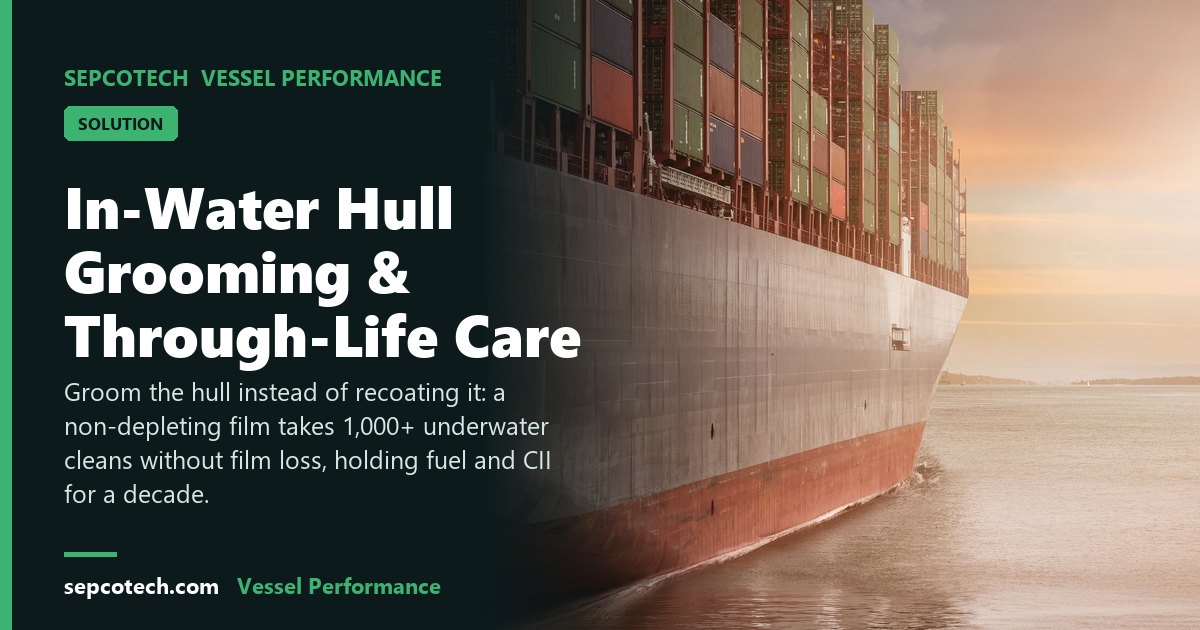 SEPCOTECH VESSEL PERFORMANCE
SOLUTION
In-Water Hull
Grooming &
Through-Life Care
Groom the hull instead of recoating it: a
non-depleting film takes 1,000+ underwater
cleans without film loss, holding fuel and CII
for a decade.
sepcotech.com Vessel Performance